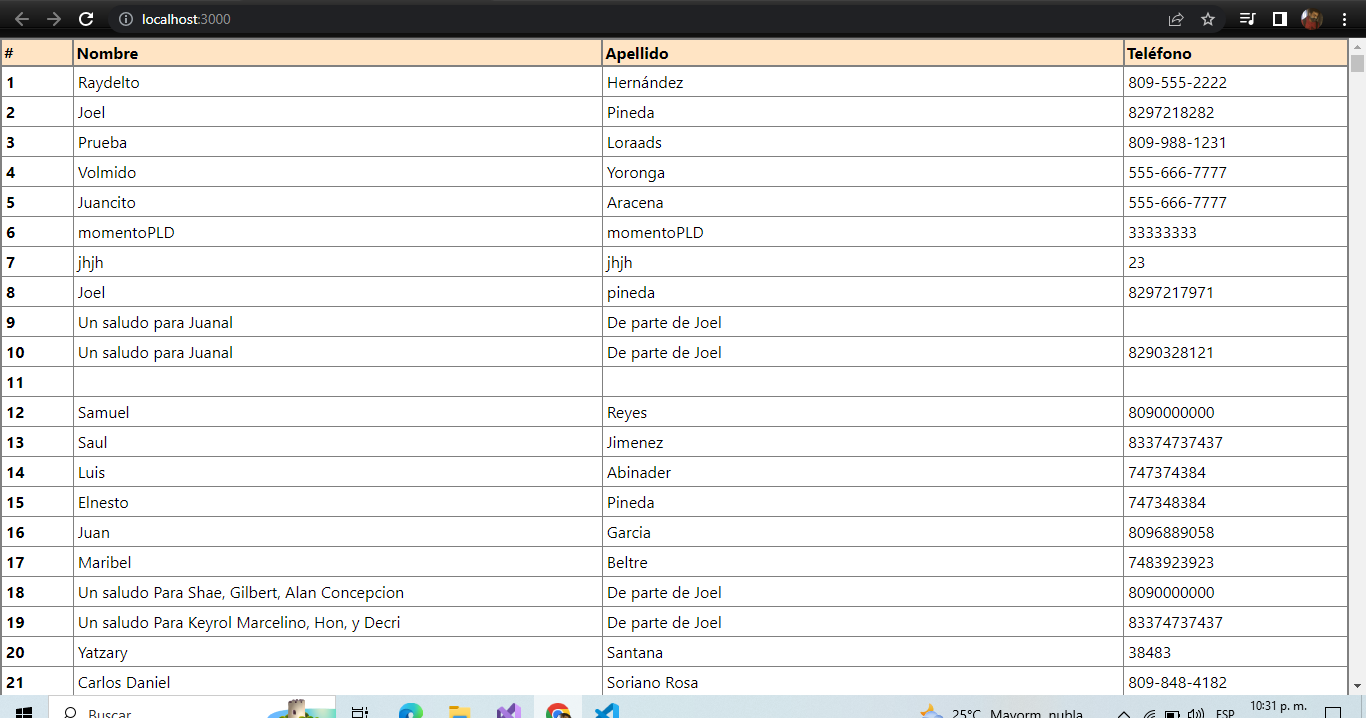 localhost:3000
# Nombre Apellido Teléfono
1 Raydelto Hernández 809-555-2222
2 Joel Pineda 8297218282
3 Prueba Loraads 809-988-1231
4 Volmido Yoronga 555-666-7777
5 Juancito Aracena 555-666-7777
6 momentoPLD momentoPLD 33333333
7 jhjh jhjh 23
8 Joel pineda 8297217971
9 Un saludo para Juanal De parte de Joel
10 Un saludo para Juanal De parte de Joel 8290328121
11
12 Samuel Reyes 8090000000
13 Saul Jimenez 83374737437
14 Luis Abinader 747374384
15 Elnesto Pineda 747348384
16 Juan Garcia 8096889058
17 Maribel Beltre 7483923923
18 Un saludo Para Shae, Gilbert, Alan Concepcion De parte de Joel 8090000000
19 Un saludo Para Keyrol Marcelino, Hon, y Decri De parte de Joel 83374737437
20 Yatzary Santana 38483
21 Carlos Daniel Soriano Rosa 809-848-4182
Buscar 25°C Mayorm. nubla ESP 10:31 p. m.